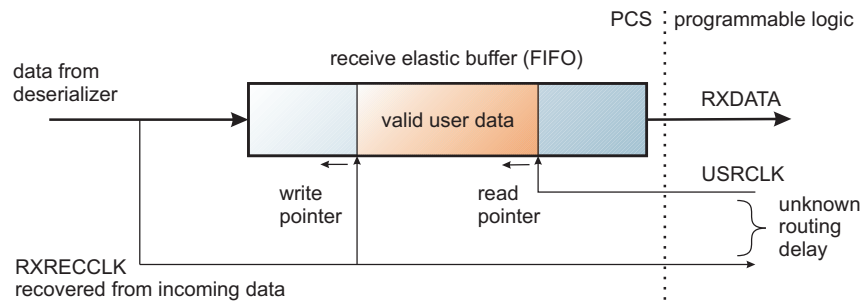 PCS
programmable logic
receive elastic buffer (FIFO)
data from
deserializer
valid user data
RXDATA
write
pointer
read
pointer
USRCLK
unknown
routing
delay
RXRECCLK
recovered from incoming data